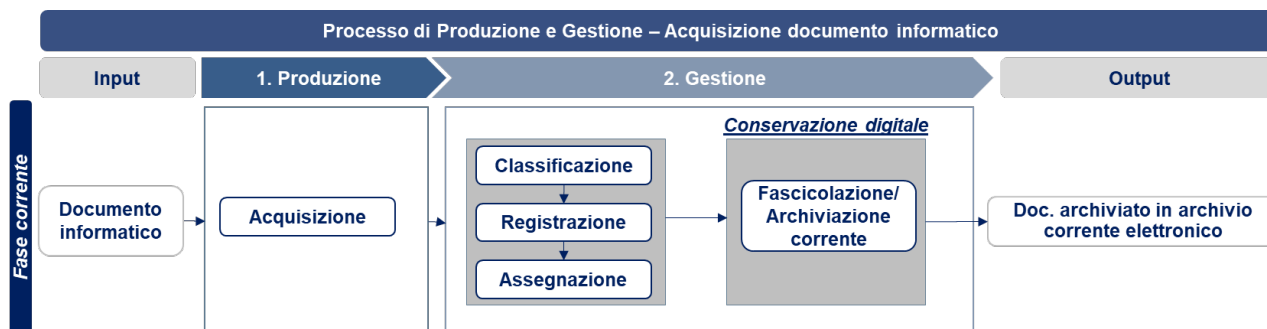 Processo di Produzione e Gestione – Acquisizione documento informatico
Input
1. Produzione
2. Gestione
Output
Fase corrente
Documento
informatico
Acquisizione
Classificazione
Registrazione
Assegnazione
Conservazione digitale
Fascicolazione/
Archiviazione
corrente
Doc. archiviato in archivio
corrente elettronico